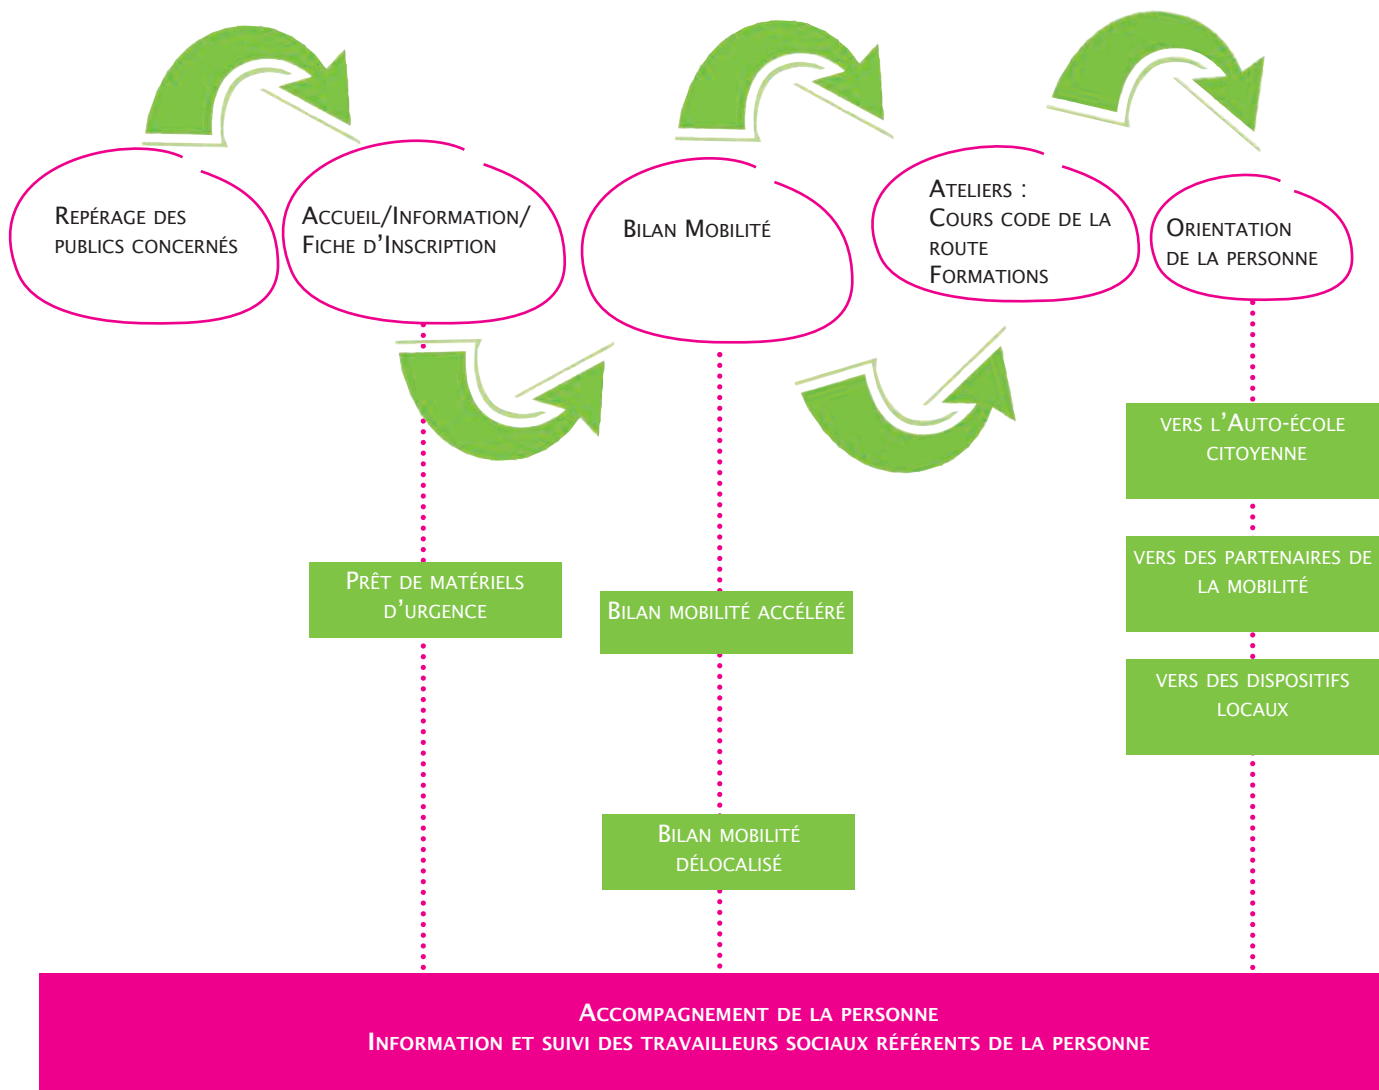 Repérage des
publics concernés
Accueil/Information/
Fiche d'Inscription
Bilan Mobilité
Ateliers :
Cours code de la
route
Formations
Orientation
de la personne
vers l'Auto-école
citoyenne
vers des partenaires de
la mobilité
vers des dispositifs
locaux
Prêt de matériels
d'urgence
Bilan mobilité accéléré
Bilan mobilité
délocalisé
Accompagnement de la personne
Information et suivi des travailleurs sociaux référents de la personne